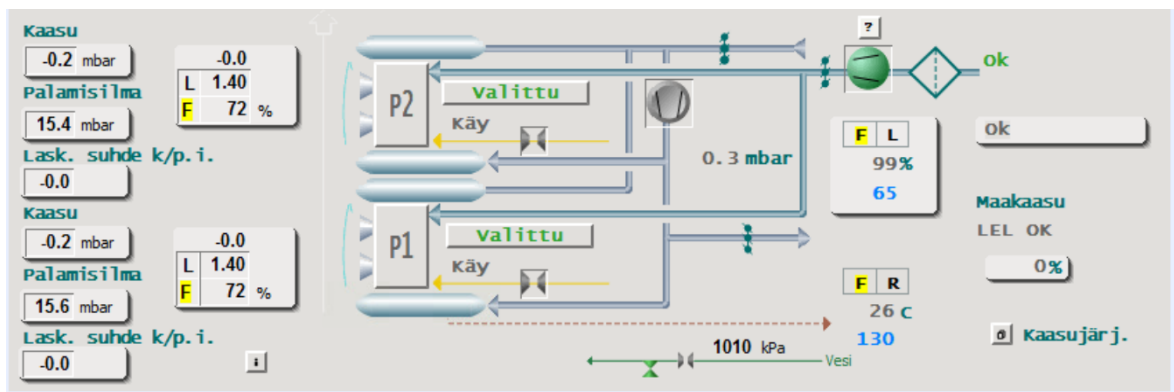 Kaasu
-0.2 mbar
Palamisilma
15.4 mbar
Lask. suhde k/p.i.
-0.0
-0.0
L 1.40
F 72 %
Kaasu
-0.2 mbar
Palamisilma
15.6 mbar
Lask. suhde k/p.i.
-0.0
-0.0
L 1.40
F 72 %
i
P2
Valittu
Käy
P1
Valittu
Käy
0.3 mbar
1010 kPa
Vesi
?
Ok
F L
99%
65
Ok
Maakaasu
LEL OK
0%
F R
26 C
130
Kaasujärj.